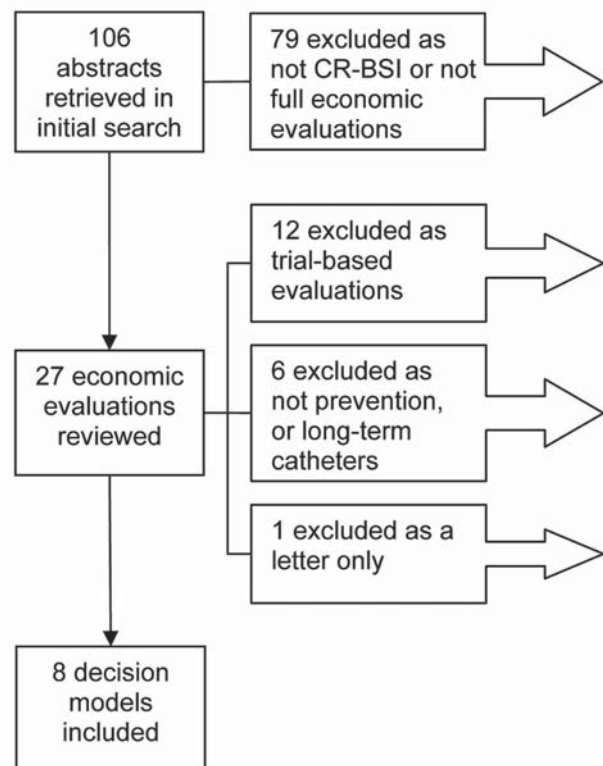 106
abstracts
retrieved in
initial search
79 excluded as
not CR-BSI or not
full economic
evaluations
12 excluded as
trial-based
evaluations
27 economic
evaluations
reviewed
6 excluded as
not prevention,
or long-term
catheters
1 excluded as a
letter only
8 decision
models
included